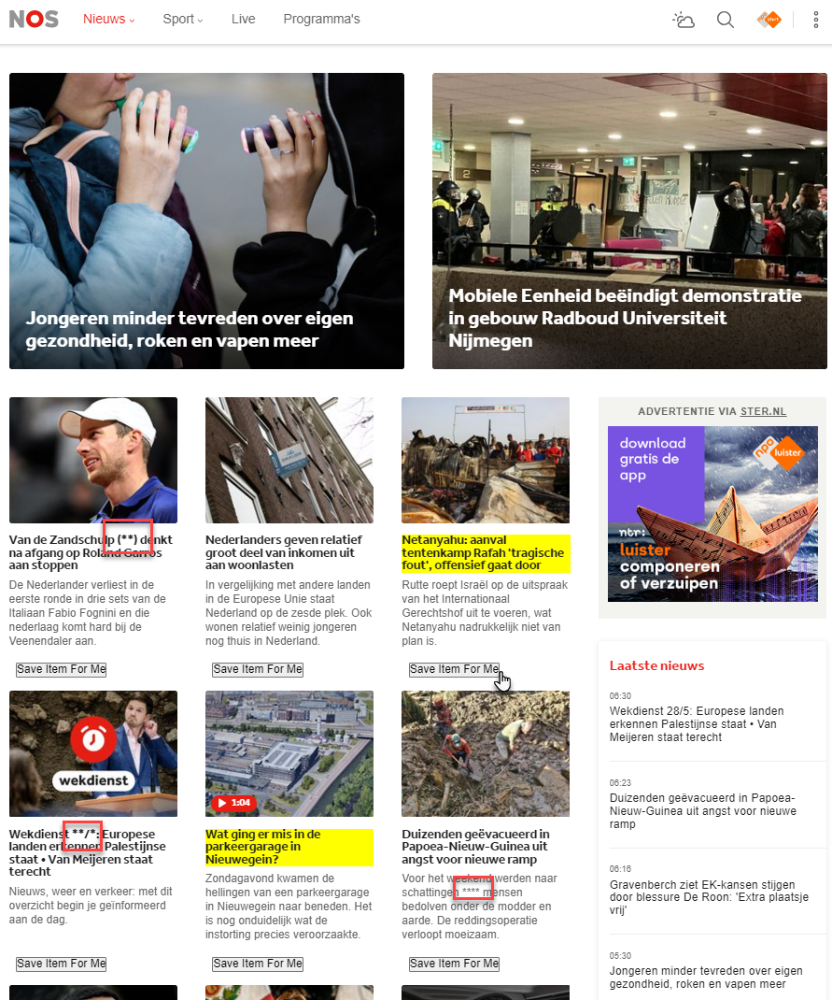 NOS Nieuws Sport Live Programma's
Jongeren minder tevreden over eigen
gezondheid, roken en vapen meer
Mobiele Eenheid beëindigt demonstratie
in gebouw Radboud Universiteit
Nijmegen
Van de Zandschulp (**) denkt
na afgang op Roland Garros
aan stoppen
De Nederlander verliest in de
eerste ronde in drie sets van de
Italiaan Fabio Fognini en die
nederlaag komt hard bij de
Veenendaler aan.
Save Item For Me
Nederlanders geven relatief
groot deel van inkomen uit
aan woonlasten
In vergelijking met andere landen
in de Europese Unie staat
Nederland op de zesde plek. Ook
wonen relatief weinig jongeren
nog thuis in Nederland.
Save Item For Me
Netanyahu: aanval
tentenkamp Rafah 'tragische
fout', offensief gaat door
Rutte roept Israël op de uitspraak
van het Internationaal
Gerechtshof uit te voeren, wat
Netanyahu nadrukkelijk niet van
plan is.
Save Item For Me
ADVERTENTIE VIA STER.NL
download
gratis de
app
npo
luister
ntr:
luister
componeren
of verzuipen
wekdienst
Wekdienst **/*: Europese
landen erkennen Palestijnse
staat • Van Meijeren staat
terecht
Nieuws, weer en verkeer: met dit
overzicht begin je geïnformeerd
aan de dag.
Save Item For Me
1:04
Wat ging er mis in de
parkeergarage in
Nieuwegein?
Zondagavond kwamen de
hellingen van een parkeergarage
in Nieuwegein naar beneden. Het
is nog onduidelijk wat de
instorting precies veroorzaakte.
Save Item For Me
Duizenden geëvacueerd in
Papoea-Nieuw-Guinea uit
angst voor nieuwe ramp
Voor het weekend werden naar
schattingen **** mensen
bedolven onder de modder en
aarde. De reddingsoperatie
verloopt moeizaam.
Save Item For Me
Laatste nieuws
06:30
Wekdienst 28/5: Europese landen
erkennen Palestijnse staat • Van
Meijeren staat terecht
06:23
Duizenden geëvacueerd in Papoea-
Nieuw-Guinea uit angst voor nieuwe
ramp
06:16
Gravenberch ziet EK-kansen stijgen
door blessure De Roon: 'Extra plaatsje
vrij'
05:30
Jongeren minder tevreden over eigen
gezondheid, roken en vapen meer